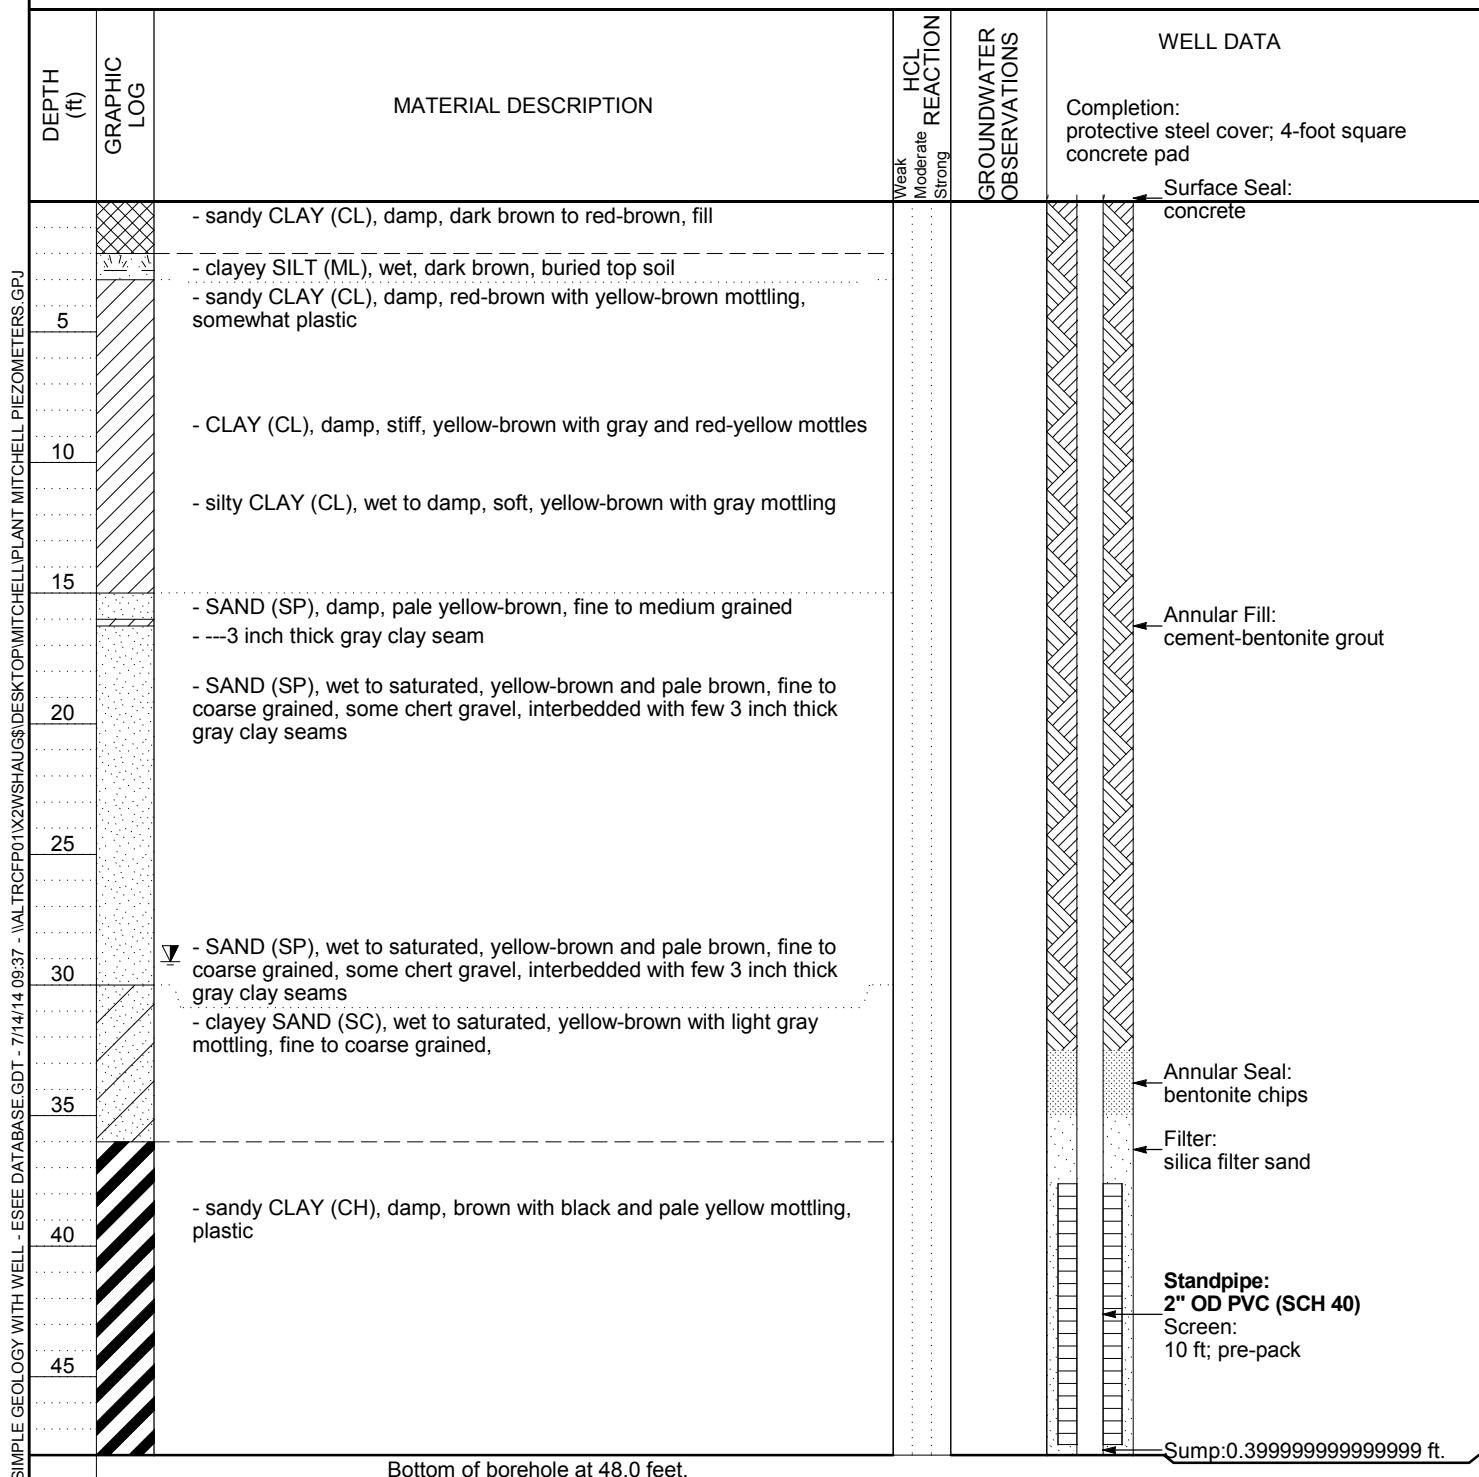 DEPTH
(ft)
GRAPHIC
LOG
MATERIAL DESCRIPTION
HCL
REACTION
Weak
Moderate
Strong
GROUNDWATER
OBSERVATIONS
WELL DATA
Completion:
protective steel cover; 4-foot square
concrete pad
Surface Seal:
concrete
- sandy CLAY (CL), damp, dark brown to red-brown, fill
- clayey SILT (ML), wet, dark brown, buried top soil
- sandy CLAY (CL), damp, red-brown with yellow-brown mottling,
somewhat plastic
5
- CLAY (CL), damp, stiff, yellow-brown with gray and red-yellow mottles
10
- silty CLAY (CL), wet to damp, soft, yellow-brown with gray mottling
15
- SAND (SP), damp, pale yellow-brown, fine to medium grained
- ---3 inch thick gray clay seam
Annular Fill:
cement-bentonite grout
- SAND (SP), wet to saturated, yellow-brown and pale brown, fine to
coarse grained, some chert gravel, interbedded with few 3 inch thick
gray clay seams
20
25
- SAND (SP), wet to saturated, yellow-brown and pale brown, fine to
coarse grained, some chert gravel, interbedded with few 3 inch thick
gray clay seams
30
- clayey SAND (SC), wet to saturated, yellow-brown with light gray
mottling, fine to coarse grained,
Annular Seal:
bentonite chips
35
Filter:
silica filter sand
- sandy CLAY (CH), damp, brown with black and pale yellow mottling,
plastic
40
Standpipe:
2" OD PVC (SCH 40)
Screen:
10 ft; pre-pack
45
Sump:0.399999999999999 ft.
Bottom of borehole at 48.0 feet.
SIMPLE GEOLOGY WITH WELL - ESEE DATABASE.GDT - 7/14/14 09:37 - \\ALTRCFP01\X2WSHAUG$\DESKTOP\MITCHELL\PLANT MITCHELL PIEZOMETERS.GPJ